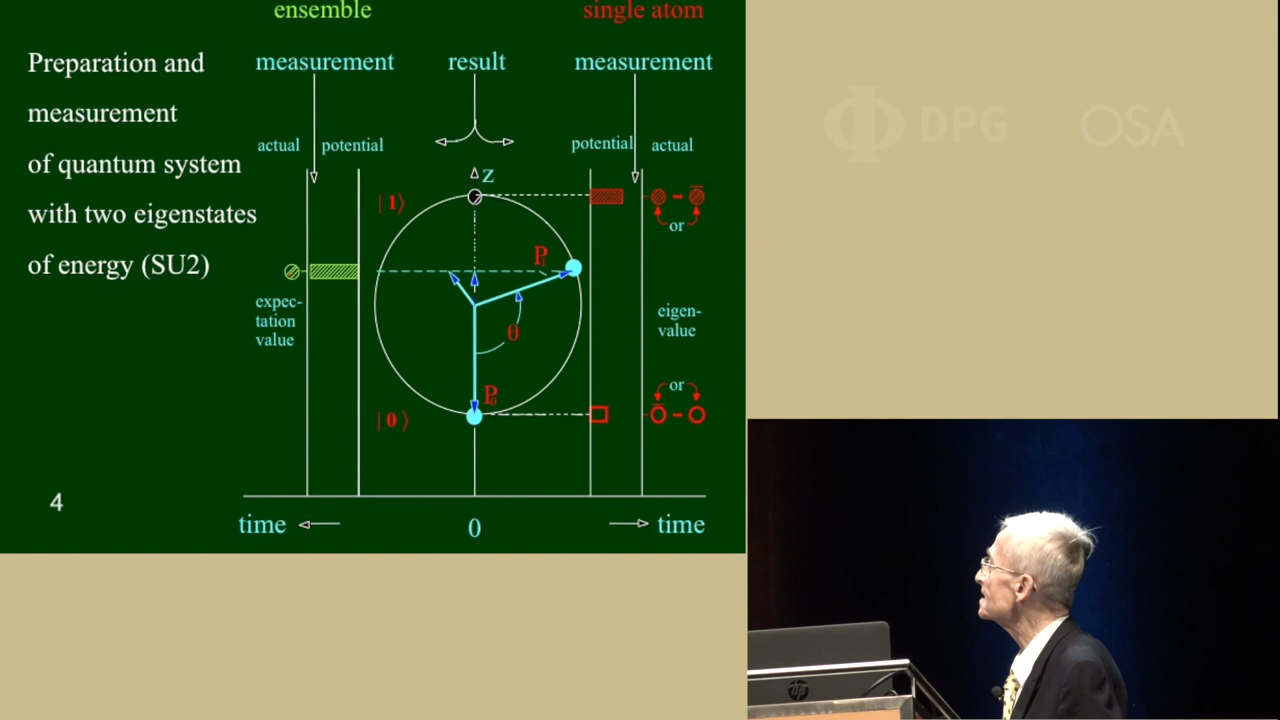 ensemble
single atom
Preparation and
measurement
of quantum system
with two eigenstates
of energy (SU2)
measurement
result
measurement
actual
potential
potential
actual
z
| 1⟩
or
P₁
expec-
tation
value
θ
eigen-
value
or
P₀
| 0 ⟩
4
time
0
time
DPG
OSA
hp